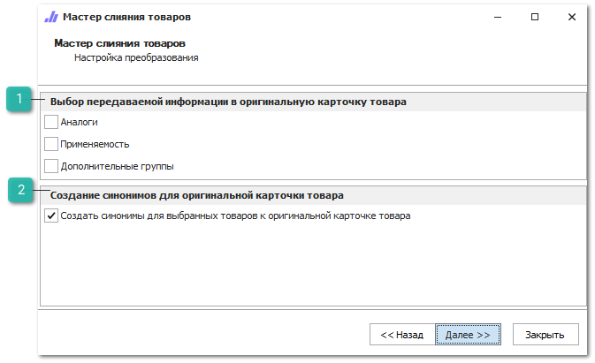 Мастер слияния товаров
Мастер слияния товаров
Настройка преобразования
1
Выбор передаваемой информации в оригинальную карточку товара
Аналоги
Применяемость
Дополнительные группы
2
Создание синонимов для оригинальной карточки товара
Создать синонимы для выбранных товаров к оригинальной карточке товара
<< Назад
Далее >>
Закрыть